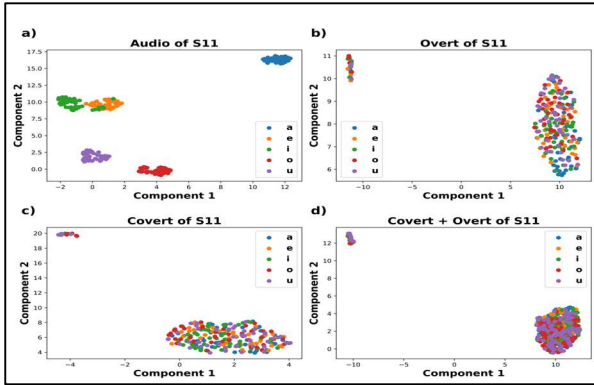 a)
Audio of S11
Component 2
17.5
15.0
12.5
10.0
7.5
5.0
2.5
0.0
a
e
i
o
u
−2 0 2 4 6 8 10 12
Component 1
b)
Overt of S11
Component 2
11
10
9
8
7
6
a
e
i
o
u
−10 −5 0 5 10
Component 1
c)
Covert of S11
Component 2
20
18
16
14
12
10
8
6
4
a
e
i
o
u
−4 −2 0 2 4
Component 1
d)
Covert + Overt of S11
Component 2
12
10
8
6
4
2
0
a
e
i
o
u
−10 −5 0 5 10
Component 1